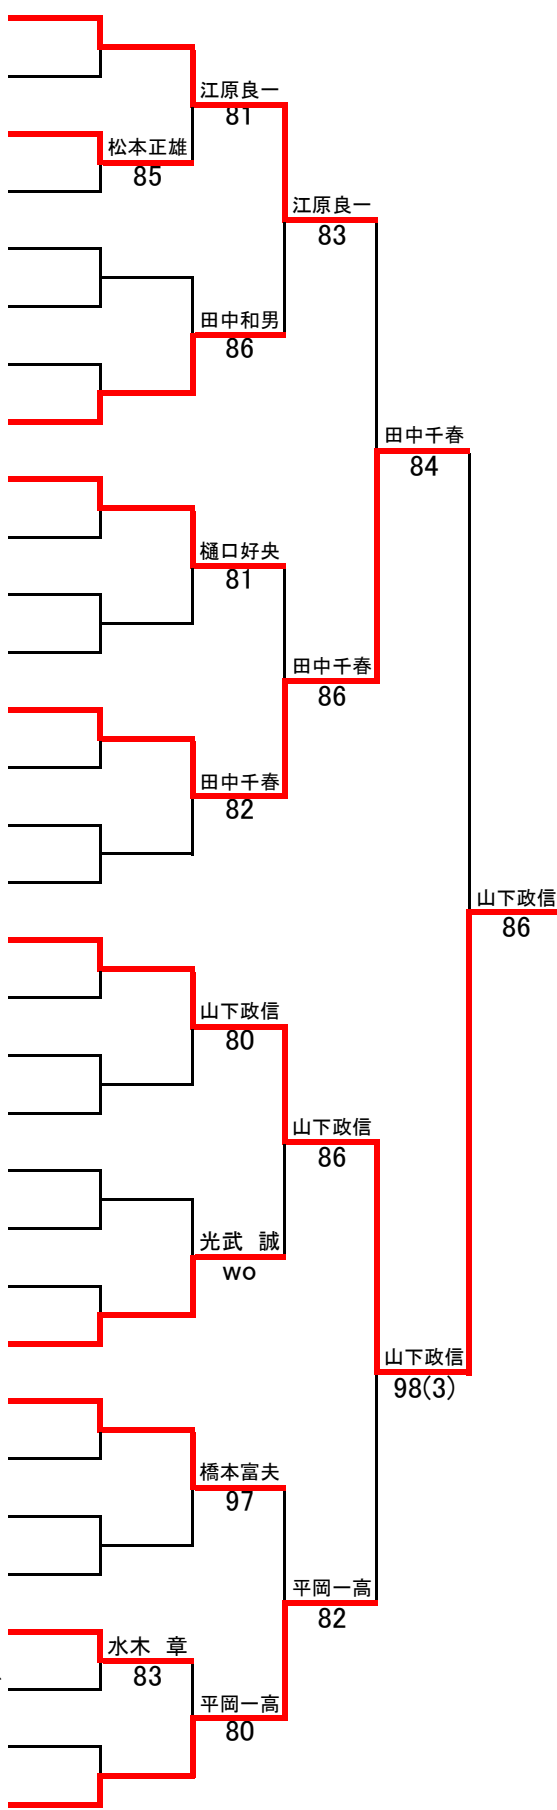 江原良一
81
松本正雄
85
江原良一
83
田中和男
86
田中千春
84
樋口好央
81
田中千春
86
田中千春
82
山下政信
86
山下政信
80
山下政信
86
光武　誠
wo
山下政信
98(3)
橋本富夫
97
平岡一高
82
水木　章
83
平岡一高
80